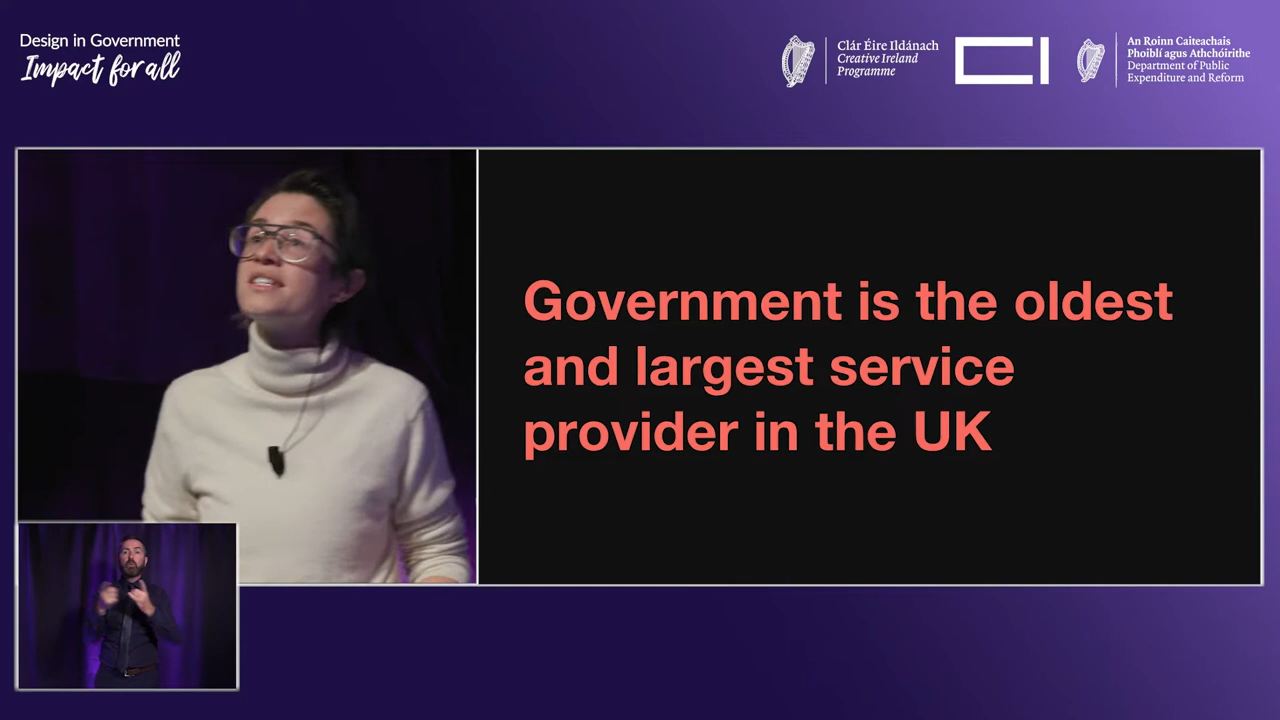 Design in Government
Impact for all
Clár Éire Ildánach
Creative Ireland
Programme
CI
An Roinn Caiteachais
Phoiblí agus Athchóirithe
Department of Public
Expenditure and Reform
Government is the oldest
and largest service
provider in the UK